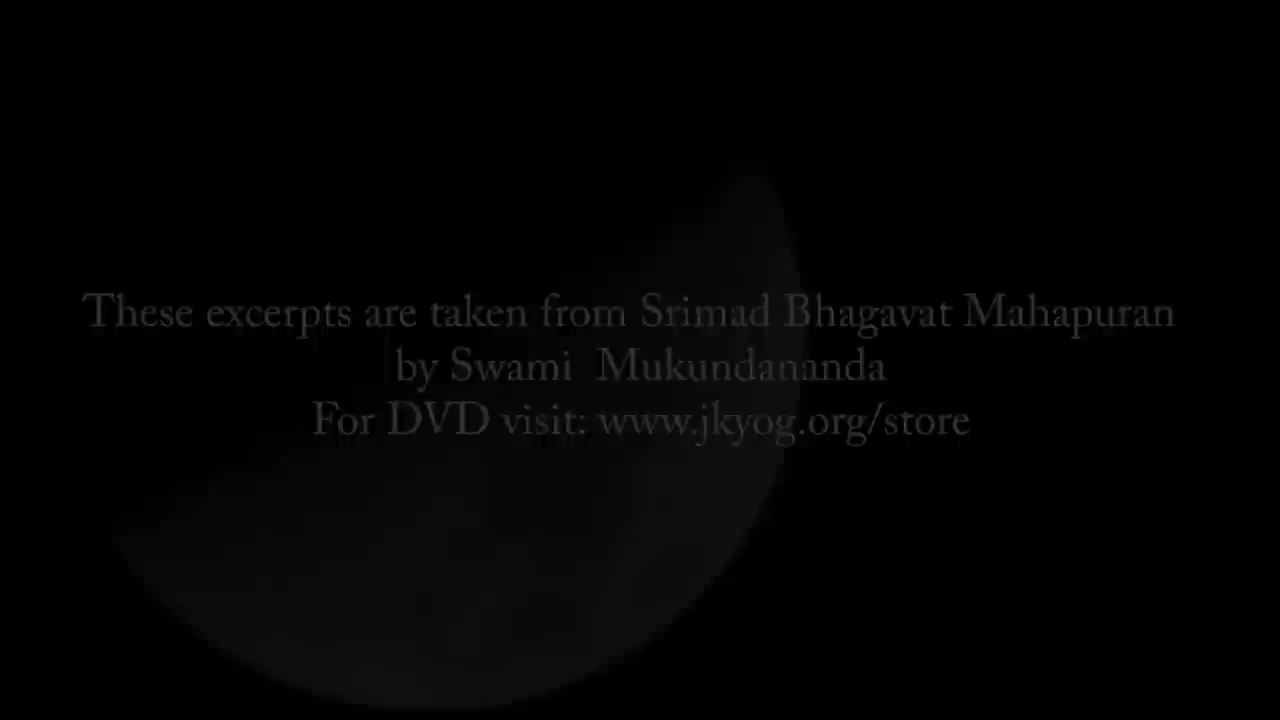 These excerpts are taken from Srimad Bhagavat Mahapuran
by Swami Mukundananda
For DVD visit: www.jkyog.org/store